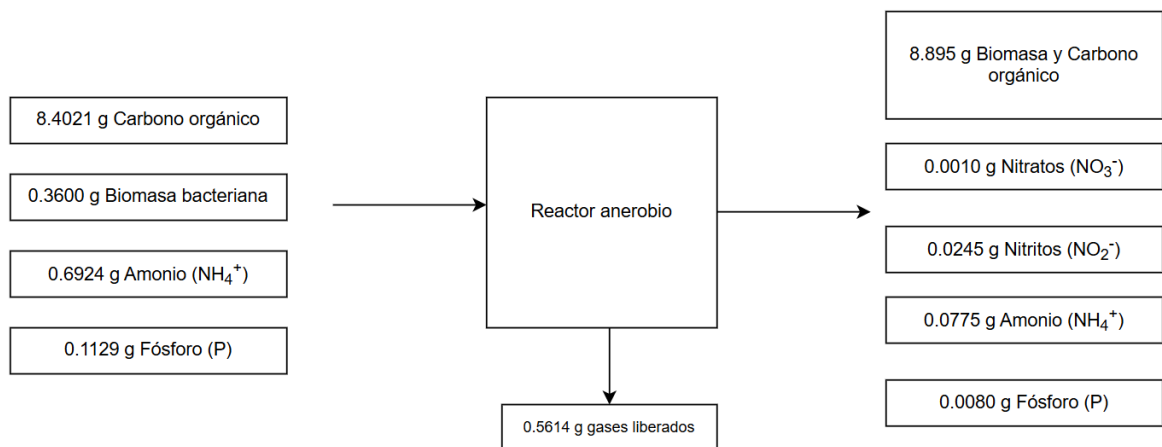 8.4021 g Carbono orgánico
0.3600 g Biomasa bacteriana
0.6924 g Amonio (NH₄⁺)
0.1129 g Fósforo (P)
Reactor anerobio
0.5614 g gases liberados
8.895 g Biomasa y Carbono
orgánico
0.0010 g Nitratos (NO₃⁻)
0.0245 g Nitritos (NO₂⁻)
0.0775 g Amonio (NH₄⁺)
0.0080 g Fósforo (P)